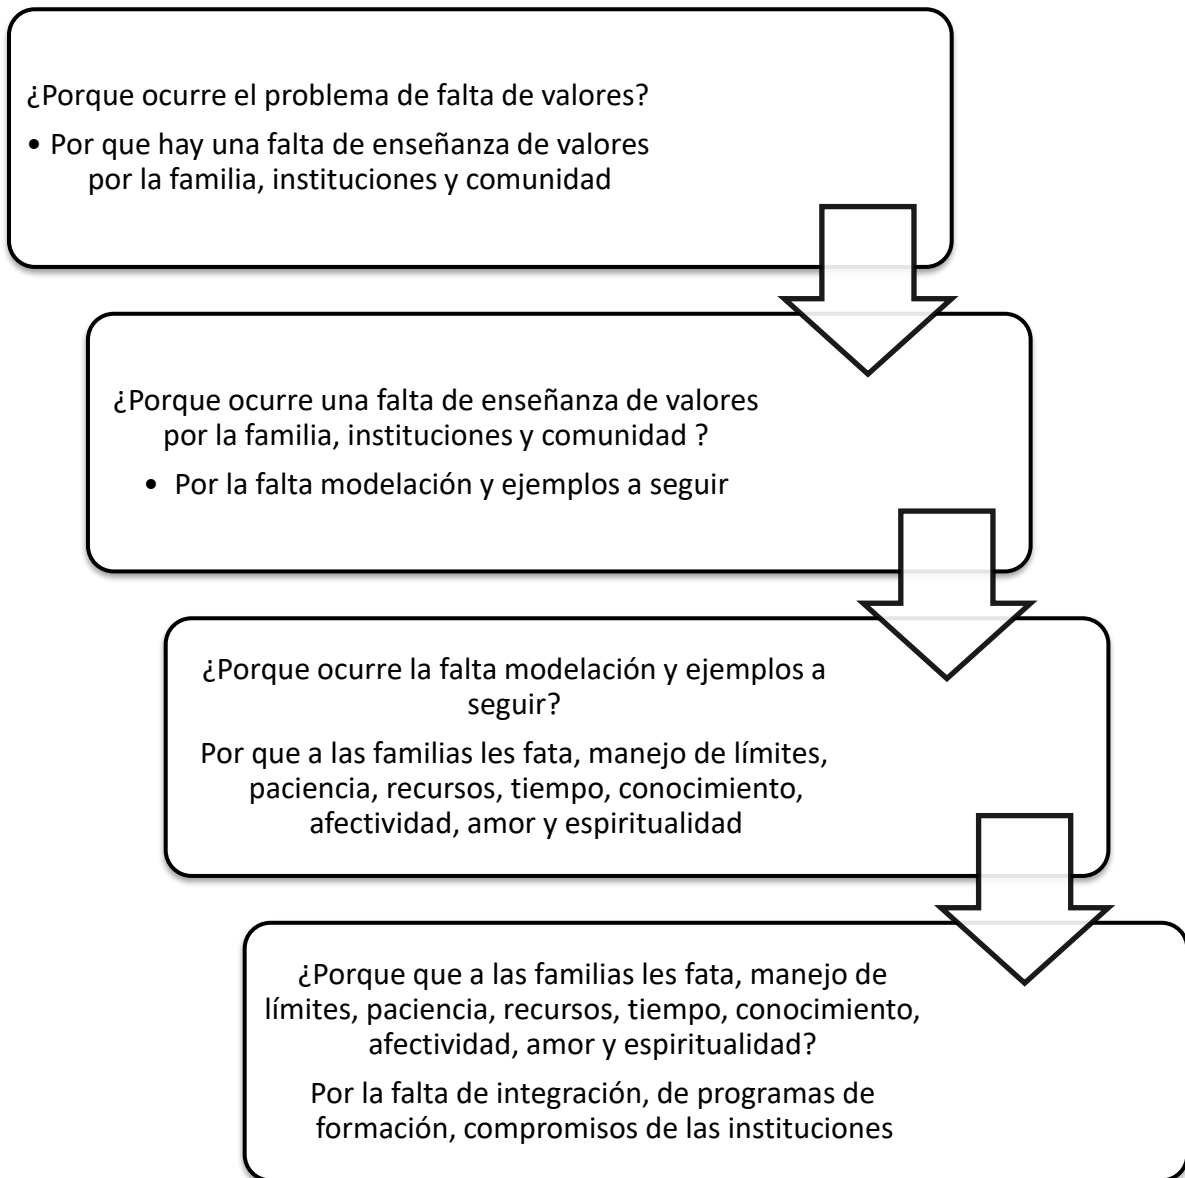 ¿Porque ocurre el problema de falta de valores?
• Por que hay una falta de enseñanza de valores
por la familia, instituciones y comunidad
¿Porque ocurre una falta de enseñanza de valores
por la familia, instituciones y comunidad ?
• Por la falta modelación y ejemplos a seguir
¿Porque ocurre la falta modelación y ejemplos a
seguir?
Por que a las familias les fata, manejo de límites,
paciencia, recursos, tiempo, conocimiento,
afectividad, amor y espiritualidad
¿Porque que a las familias les fata, manejo de
límites, paciencia, recursos, tiempo, conocimiento,
afectividad, amor y espiritualidad?
Por la falta de integración, de programas de
formación, compromisos de las instituciones